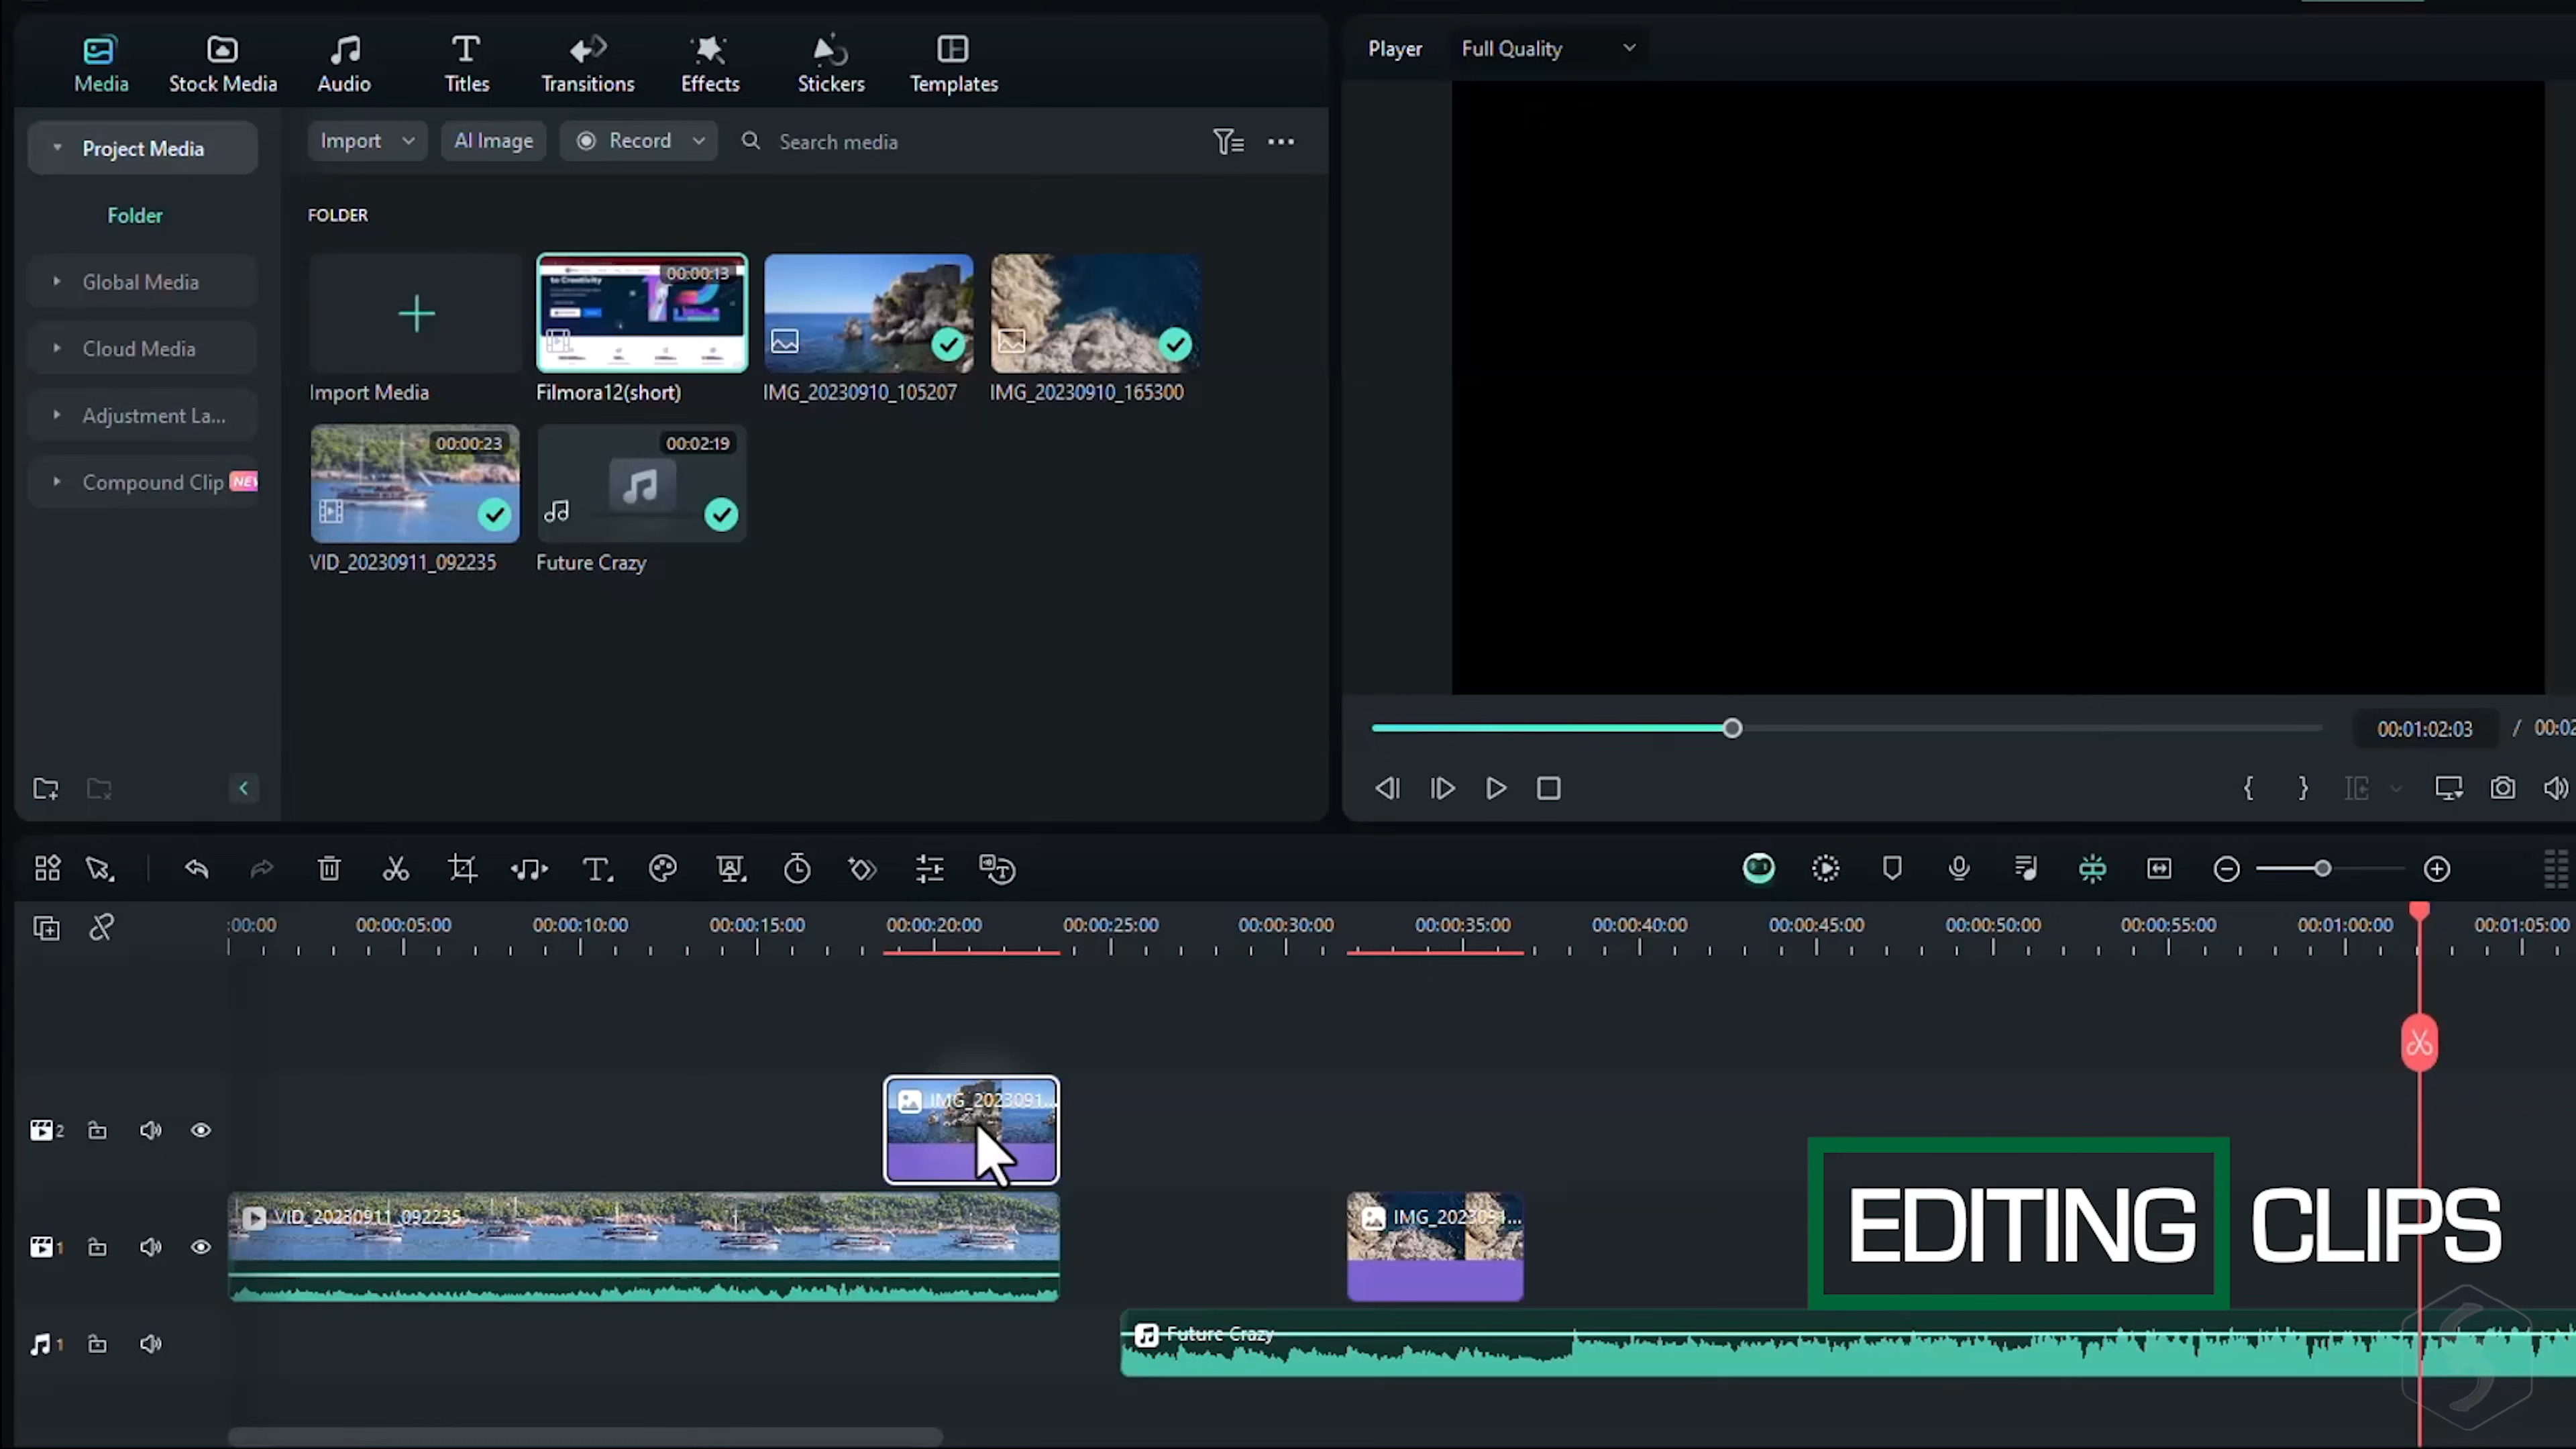 Media
Stock Media
Audio
Titles
Transitions
Effects
Stickers
Templates
Player
Full Quality
Project Media
Import
AI Image
Record
Search media
Folder
FOLDER
Global Media
Cloud Media
Adjustment La...
Compound Clip
00:00:13
to Creativity
Import Media
Filmora12(short)
IMG_20230910_105207
IMG_20230910_165300
00:00:23
00:02:19
VID_20230911_092235
Future Crazy
00:01:02:03
/
00:02
:00:00
00:00:05:00
00:00:10:00
00:00:15:00
00:00:20:00
00:00:25:00
00:00:30:00
00:00:35:00
00:00:40:00
00:00:45:00
00:00:50:00
00:00:55:00
00:01:00:00
00:01:05:00
2
IMG_2023091...
1
VID_20230911_092235
IMG_2023091...
EDITING CLIPS
1
Future Crazy